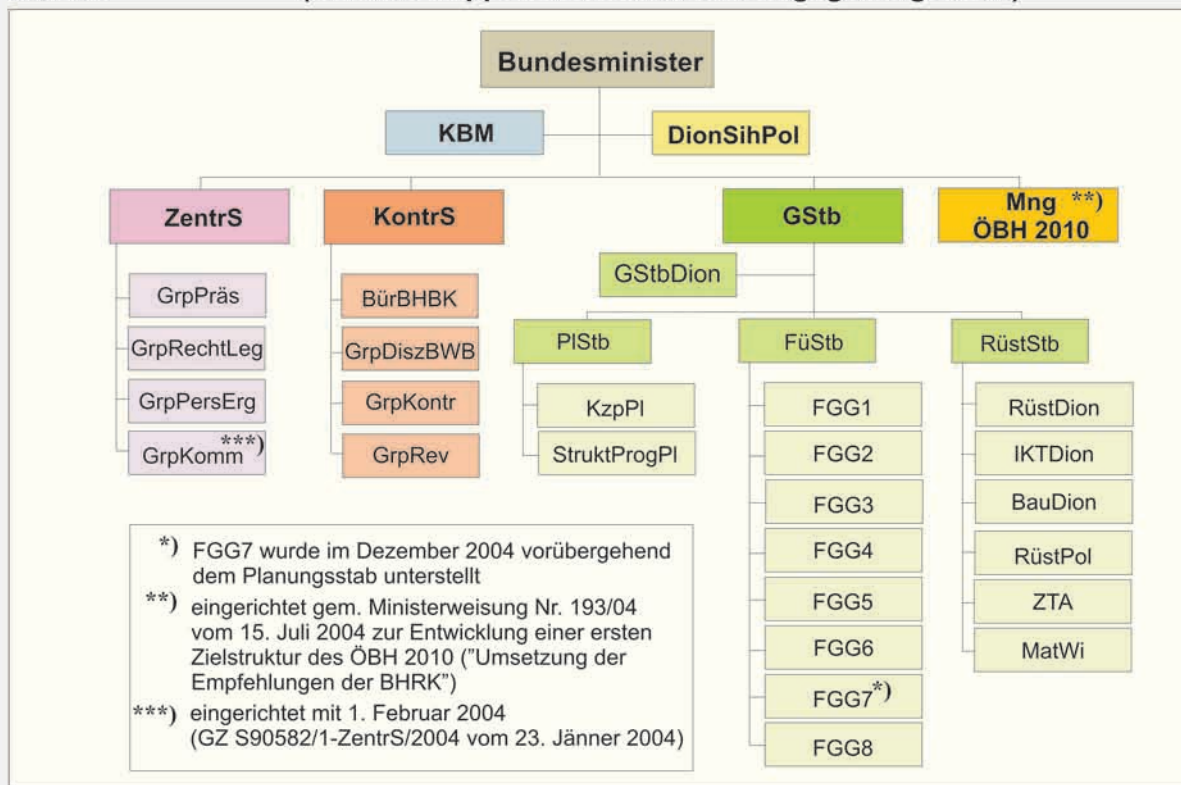 Bundesminister
KBM
DionSihPol
ZentrS
KontrS
GStb
Mng **)
ÖBH 2010
GStbDion
GrpPräs
GrpRechtLeg
GrpPersErg
GrpKomm***)
BürBHBK
GrpDiszBWB
GrpKontr
GrpRev
PlStb
KzpPl
StruktProgPl
FüStb
FGG1
FGG2
FGG3
FGG4
FGG5
FGG6
FGG7*)
FGG8
RüstStb
RüstDion
IKTDion
BauDion
RüstPol
ZTA
MatWi
*) FGG7 wurde im Dezember 2004 vorübergehend
dem Planungsstab unterstellt
**) eingerichtet gem. Ministerweisung Nr. 193/04
vom 15. Juli 2004 zur Entwicklung einer ersten
Zielstruktur des ÖBH 2010 ("Umsetzung der
Empfehlungen der BHRK")
***) eingerichtet mit 1. Februar 2004
(GZ S90582/1-ZentrS/2004 vom 23. Jänner 2004)